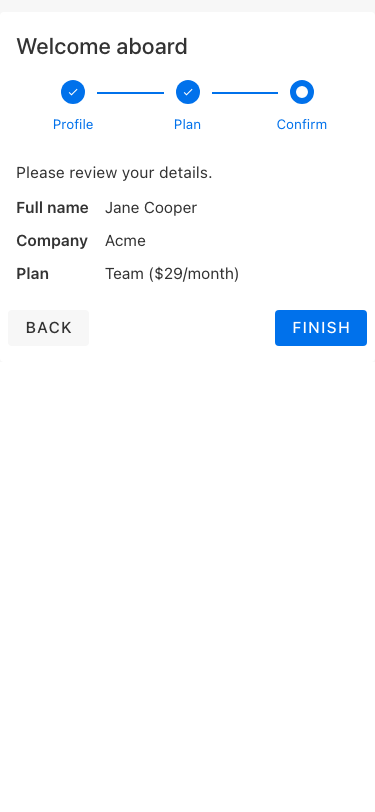 Welcome aboard
Profile Plan Confirm
Please review your details.
Full name Jane Cooper
Company Acme
Plan Team ($29/month)
BACK FINISH